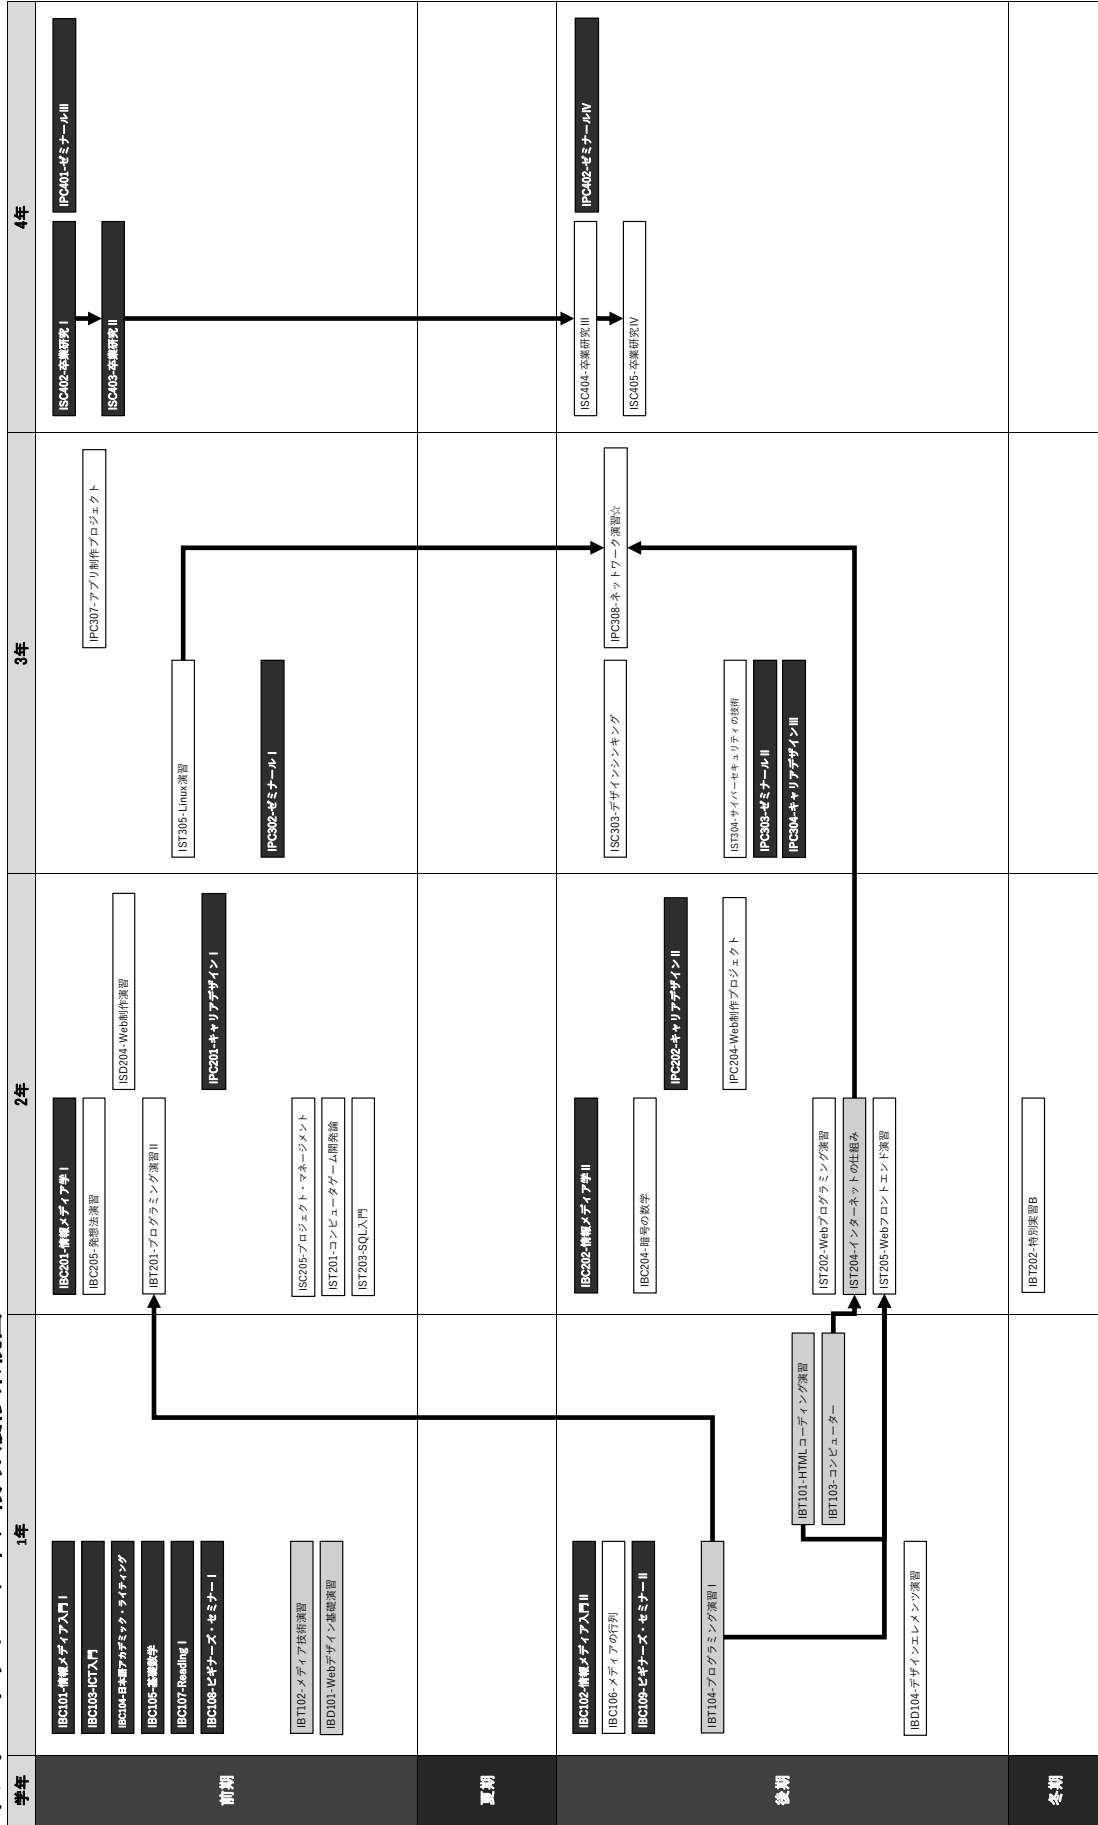 学年
1年
2年
3年
4年
前期
IBC101-情報メディア入門Ⅰ
IBC103-ICT入門
IBC104-日本語アカデミック・ライティング
IBC105-基礎数学
IBC107-Reading Ⅰ
IBC108-ビギナーズ・セミナーⅠ
IBT102-メディア技術演習
IBD101-Webデザイン基礎演習
IBC201-情報メディア学Ⅰ
IBC205-発想法演習
ISD204-Web制作演習
IBT201-プログラミング演習Ⅱ
IPC201-キャリアデザインⅠ
ISC205-プロジェクト・マネージメント
IST201-コンピュータゲーム開発論
IST203-SQL入門
IPC307-アプリ制作プロジェクト
IST305-Linux演習
IPC302-ゼミナールⅠ
ISC402-卒業研究Ⅰ
IPC401-ゼミナールⅢ
ISC403-卒業研究Ⅱ
夏期
後期
IBC102-情報メディア入門Ⅱ
IBC106-メディアの行列
IBC109-ビギナーズ・セミナーⅡ
IBT104-プログラミング演習Ⅰ
IBT101-HTMLコーディング演習
IBT103-コンピューター
IBD104-デザインエレメンツ演習
IBC202-情報メディア学Ⅱ
IBC204-暗号の数学
IPC202-キャリアデザインⅡ
IPC204-Web制作プロジェクト
IST202-Webプログラミング演習
IST204-インターネットの仕組み
IST205-Webフロントエンド演習
ISC303-デザインシンキング
IPC308-ネットワーク演習☆
IST304-サイバーセキュリティの技術
IPC303-ゼミナールⅡ
IPC304-キャリアデザインⅢ
ISC404-卒業研究Ⅲ
IPC402-ゼミナールⅣ
ISC405-卒業研究Ⅳ
冬期
IBT202-特別実習B